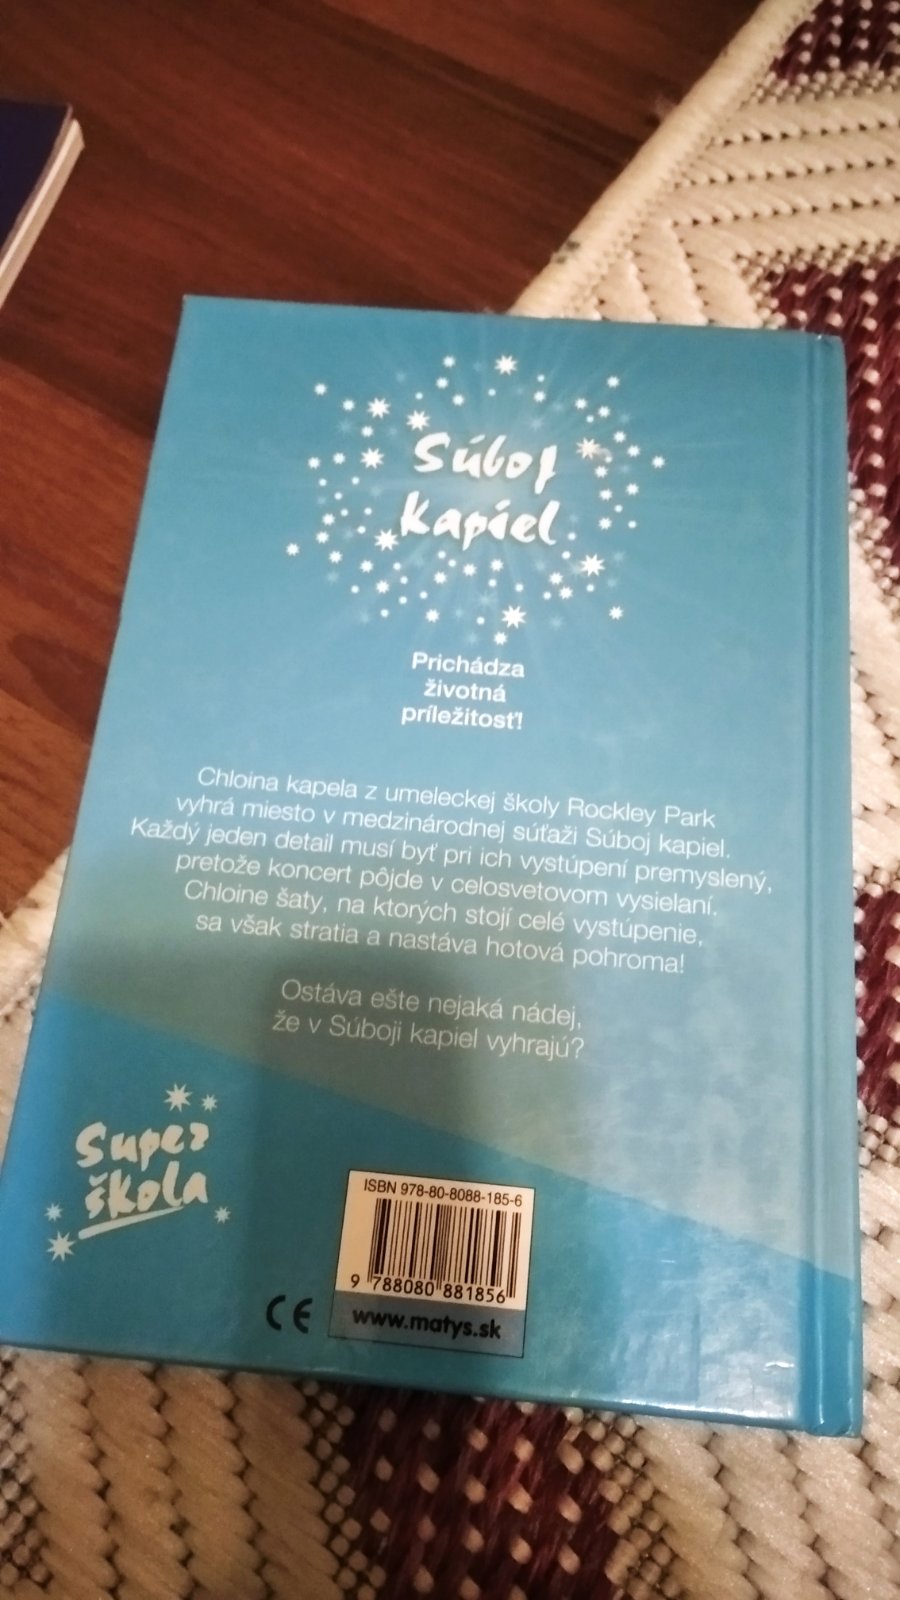 Súboj
kapiel
Prichádza
životná
príležitosť!
Chloina kapela z umeleckej školy Rockley Park
vyhrá miesto v medzinárodnej súťaži Súboj kapiel.
Každý jeden detail musí byť pri ich vystúpení premyslený,
pretože koncert pôjde v celosvetovom vysielaní.
Chloine šaty, na ktorých stojí celé vystúpenie,
sa však stratia a nastáva hotová pohroma!
Ostáva ešte nejaká nádej,
že v Súboji kapiel vyhrajú?
Super
škola
ISBN 978-80-8088-185-6
9 788080 881856
CE
www.matys.sk